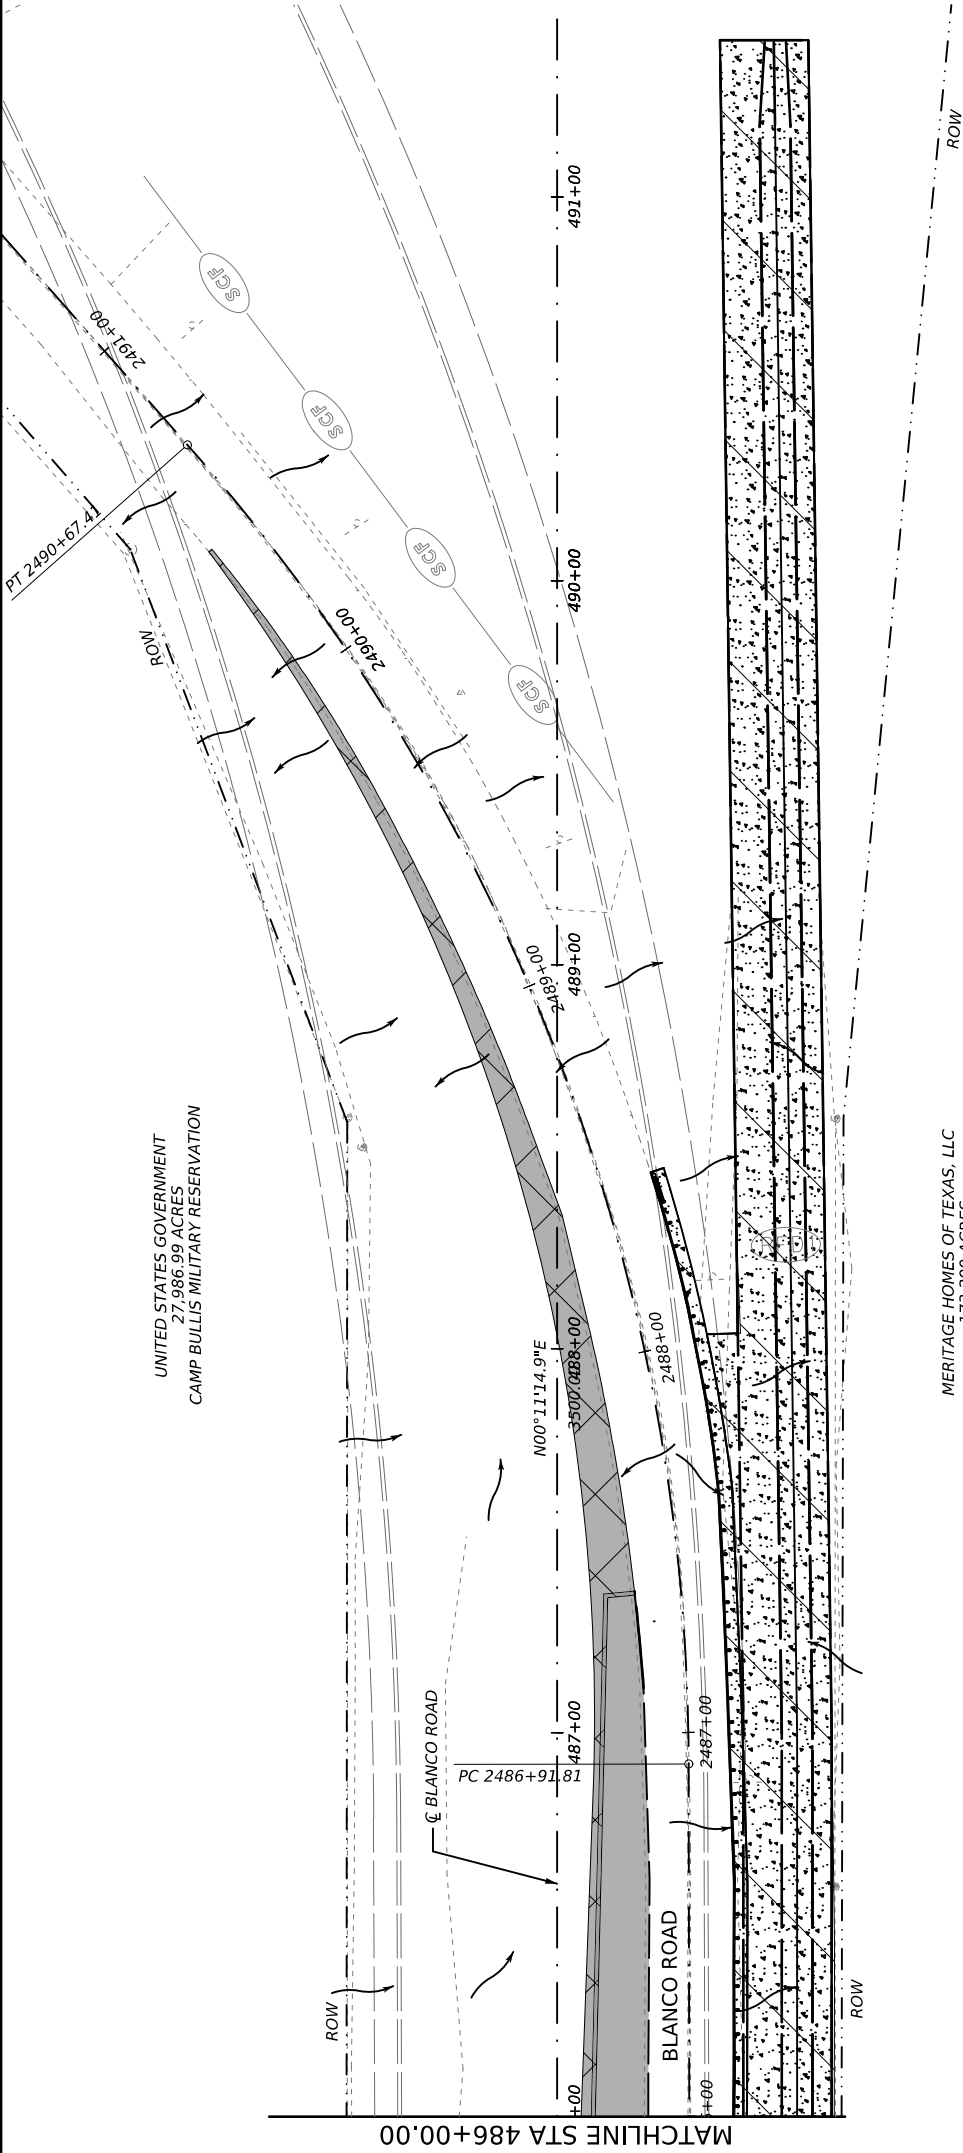 491+00
ROW
2491+00
SCF
SCF
PT 2490+67.41
SCF
490+00
2490+00
ROW
SCF
489+00
2489+00
UNITED STATES GOVERNMENT
27,986.99 ACRES
CAMP BULLIS MILITARY RESERVATION
MERITAGE HOMES OF TEXAS, LLC
N00°11'14.9"E
488+00
2488+00
487+00
2487+00
℄ BLANCO ROAD
PC 2486+91.81
BLANCO ROAD
ROW
ROW
+00
+00
MATCHLINE STA 486+00.00